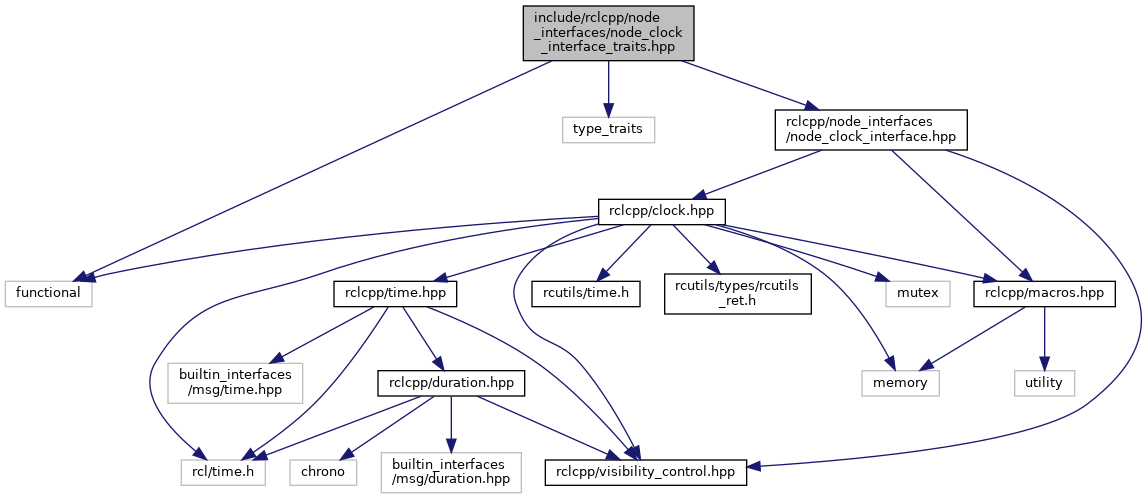 include/rclcpp/node
_interfaces/node_clock
_interface_traits.hpp
type_traits
rclcpp/node_interfaces
/node_clock_interface.hpp
rclcpp/clock.hpp
functional
rclcpp/time.hpp
rcutils/time.h
rcutils/types/rcutils
_ret.h
mutex
rclcpp/macros.hpp
builtin_interfaces
/msg/time.hpp
rclcpp/duration.hpp
memory
utility
rcl/time.h
chrono
builtin_interfaces
/msg/duration.hpp
rclcpp/visibility_control.hpp